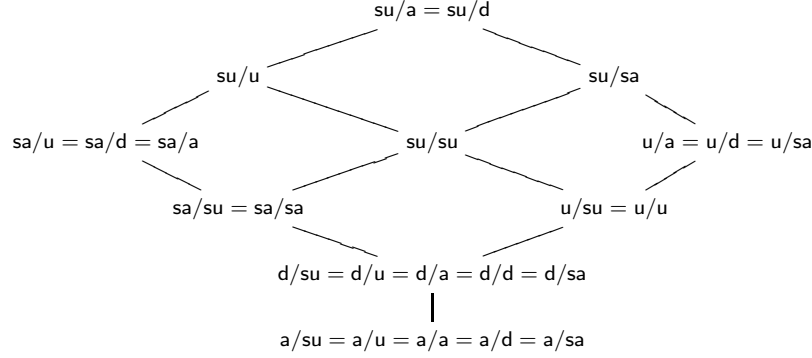 su/a = su/d
su/u su/sa
sa/u = sa/d = sa/a su/su u/a = u/d = u/sa
sa/su = sa/sa u/su = u/u
d/su = d/u = d/a = d/d = d/sa
a/su = a/u = a/a = a/d = a/sa